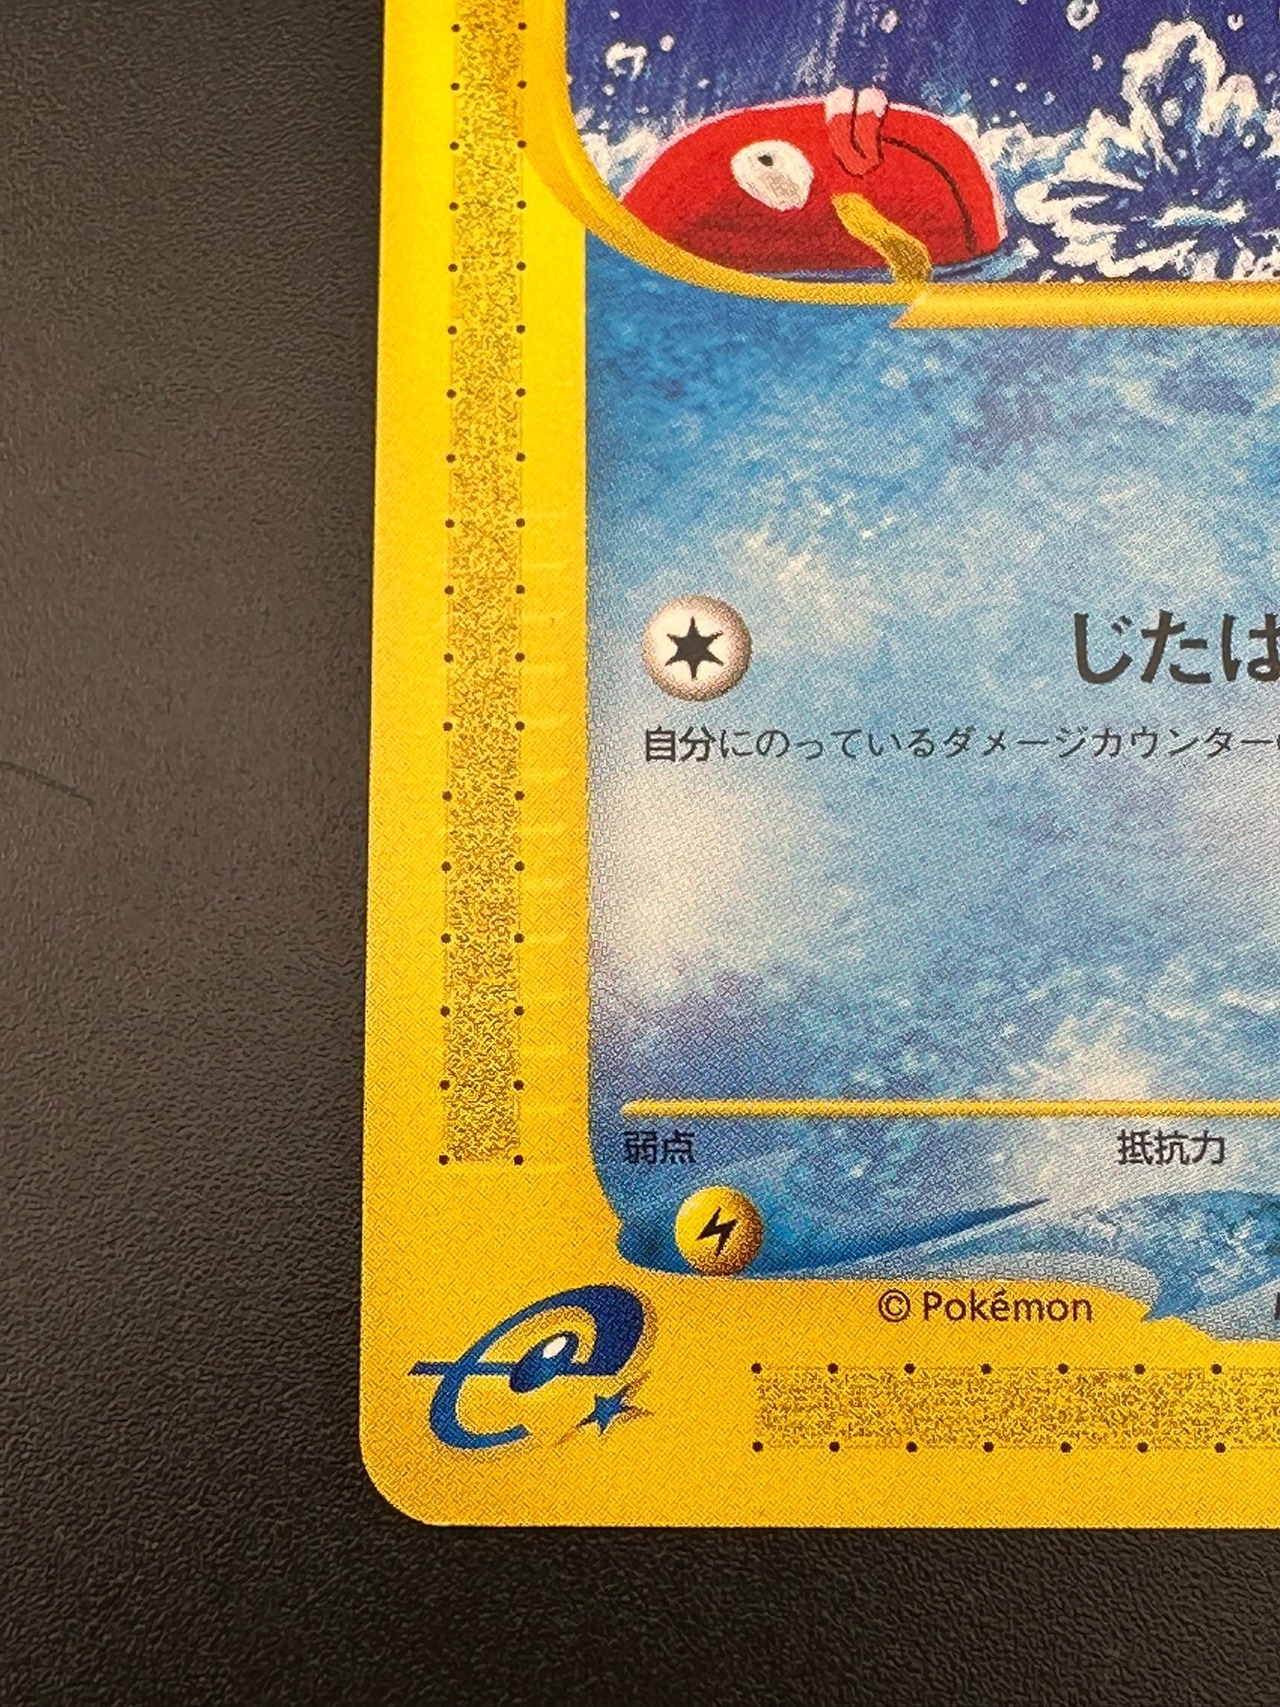 じたは
自分にのっているダメージカウンター
弱点 抵抗力
© Pokémon